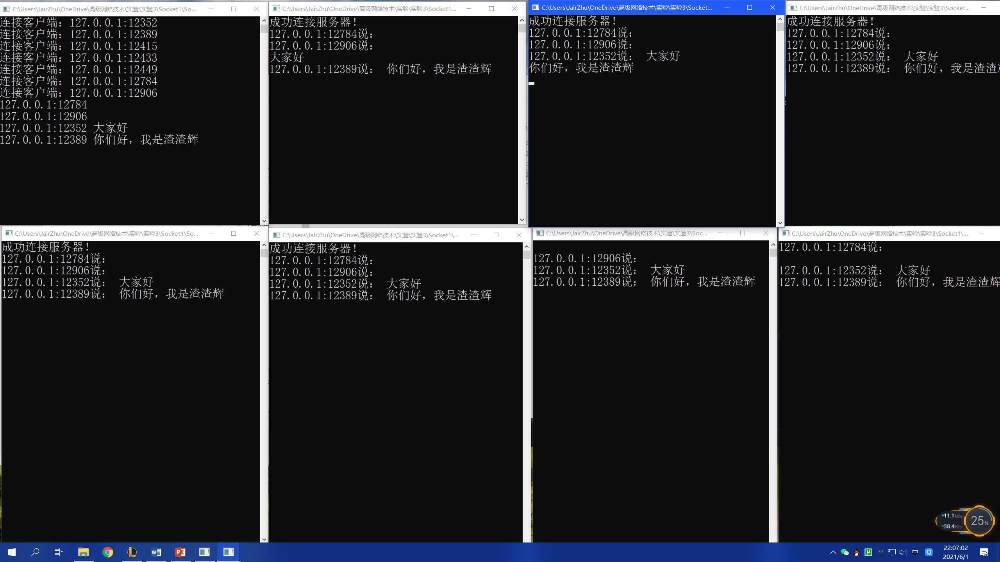 C:\Users\JairZhu\OneDrive\高级网络技术\实验\实验3\Socket1\So...
连接客户端：127.0.0.1:12352
连接客户端：127.0.0.1:12389
连接客户端：127.0.0.1:12415
连接客户端：127.0.0.1:12433
连接客户端：127.0.0.1:12449
连接客户端：127.0.0.1:12784
连接客户端：127.0.0.1:12906
127.0.0.1:12784
127.0.0.1:12906
127.0.0.1:12352 大家好
127.0.0.1:12389 你们好，我是渣渣辉
C:\Users\JairZhu\OneDrive\高级网络技术\实验\实验3\Socket1...
成功连接服务器！
127.0.0.1:12784说：
127.0.0.1:12906说：
大家好
127.0.0.1:12389说： 你们好，我是渣渣辉
C:\Users\JairZhu\OneDrive\高级网络技术\实验\实验3\Socket...
成功连接服务器！
127.0.0.1:12784说：
127.0.0.1:12906说：
127.0.0.1:12352说： 大家好
你们好，我是渣渣辉
C:\Users\JairZhu\OneDrive\高级网络技术\实验\实验3\Socket...
成功连接服务器！
127.0.0.1:12784说：
127.0.0.1:12906说：
127.0.0.1:12352说： 大家好
127.0.0.1:12389说： 你们好，我是渣渣
C:\Users\JairZhu\OneDrive\高级网络技术\实验\实验3\Socket1\So...
成功连接服务器！
127.0.0.1:12784说：
127.0.0.1:12906说：
127.0.0.1:12352说： 大家好
127.0.0.1:12389说： 你们好，我是渣渣辉
C:\Users\JairZhu\OneDrive\高级网络技术\实验\实验3\Socket1\...
成功连接服务器！
127.0.0.1:12784说：
127.0.0.1:12906说：
127.0.0.1:12352说： 大家好
127.0.0.1:12389说： 你们好，我是渣渣辉
C:\Users\JairZhu\OneDrive\高级网络技术\实验\实验3\Soc...
127.0.0.1:12906说：
127.0.0.1:12352说： 大家好
127.0.0.1:12389说： 你们好，我是渣渣辉
C:\Users\JairZhu\OneDrive\高级网络技术\实验\实验3\Socket1\...
127.0.0.1:12784说：
127.0.0.1:12352说： 大家好
127.0.0.1:12389说： 你们好，我是渣渣辉
11.1M/s
38.4K/s
25%
中
22:07:02
2021/6/1